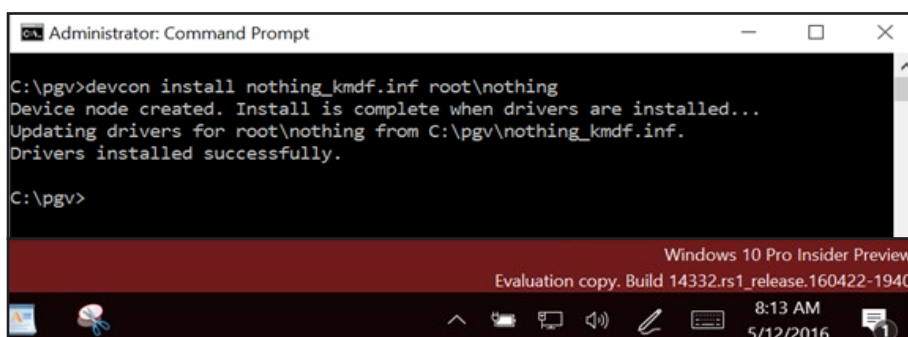 Administrator: Command Prompt
C:\pgv>devcon install nothing_kmdf.inf root\nothing
Device node created. Install is complete when drivers are installed...
Updating drivers for root\nothing from C:\pgv\nothing_kmdf.inf.
Drivers installed successfully.
C:\pgv>
Windows 10 Pro Insider Preview
Evaluation copy. Build 14332.rs1_release.160422-1940
8:13 AM
5/12/2016
1